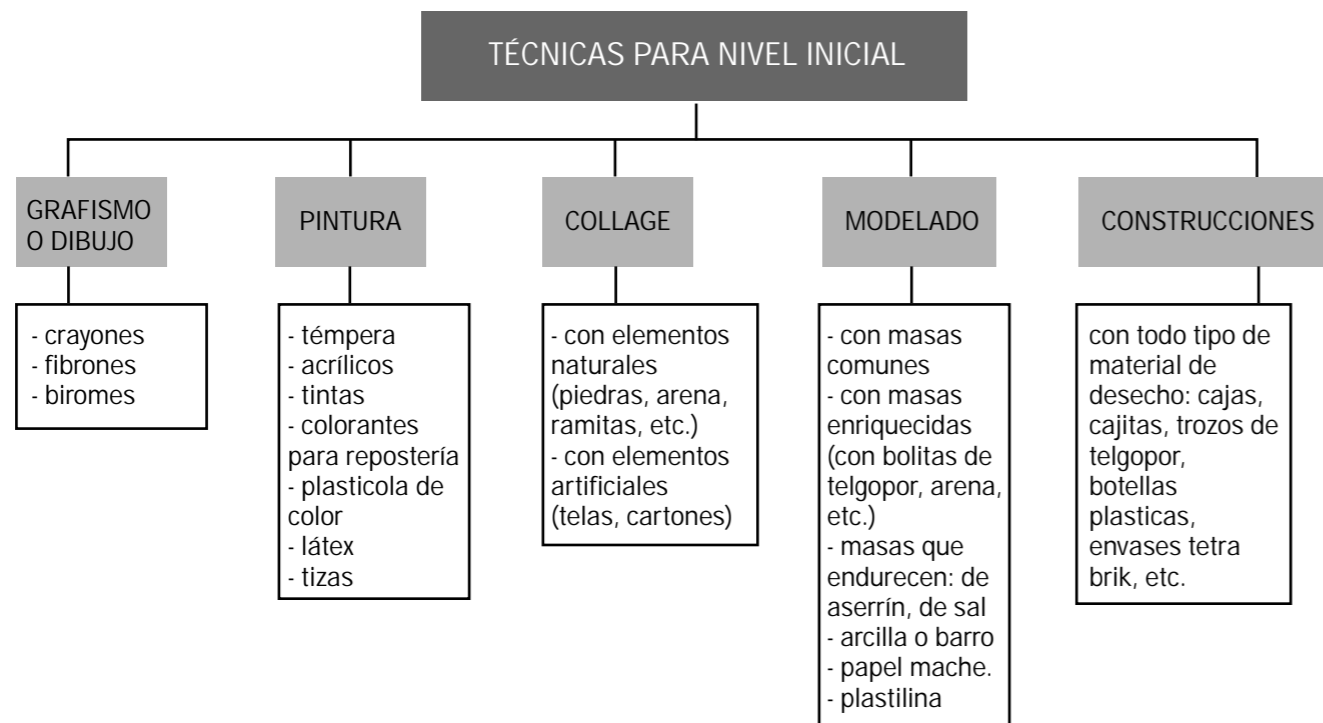 TÉCNICAS PARA NIVEL INICIAL
GRAFISMO
O DIBUJO
- crayones
- fibrones
- biromes
PINTURA
- témpera
- acrílicos
- tintas
- colorantes
para repostería
- plasticola de
color
- látex
- tizas
COLLAGE
- con elementos
naturales
(piedras, arena,
ramitas, etc.)
- con elementos
artificiales
(telas, cartones)
MODELADO
- con masas
comunes
- con masas
enriquecidas
(con bolitas de
telgopor, arena,
etc.)
- masas que
endurecen: de
aserrín, de sal
- arcilla o barro
- papel mache.
- plastilina
CONSTRUCCIONES
con todo tipo de
material de
desecho: cajas,
cajitas, trozos de
telgopor,
botellas
plasticas,
envases tetra
brik, etc.